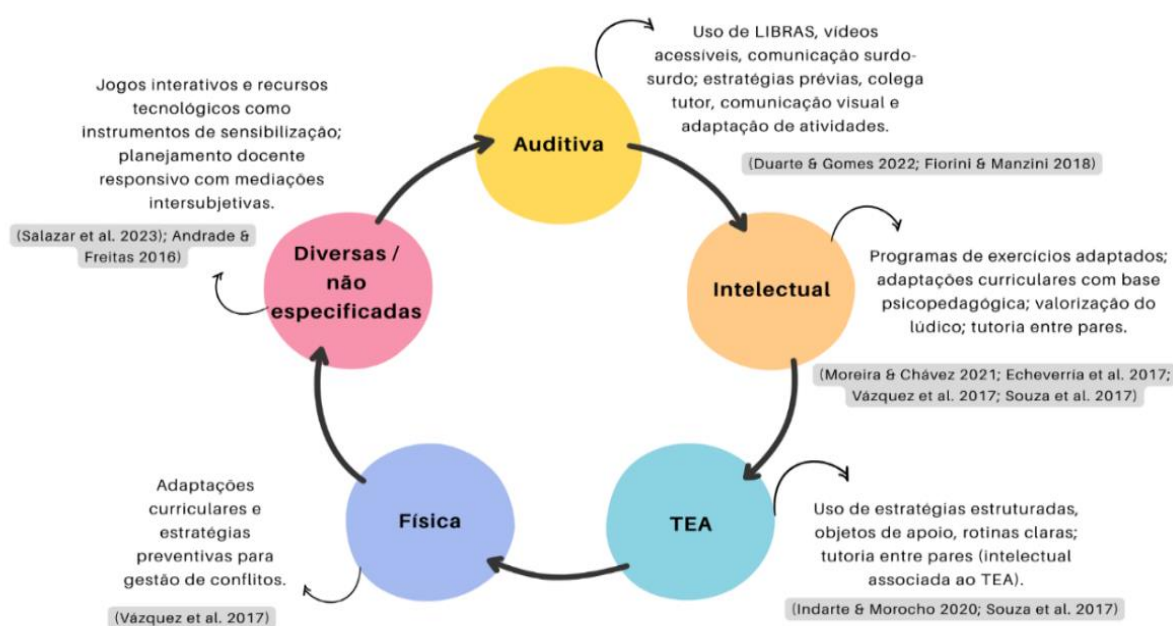 Auditiva
Uso de LIBRAS, vídeos
acessíveis, comunicação surdo-
surdo; estratégias prévias, colega
tutor, comunicação visual e
adaptação de atividades.
(Duarte & Gomes 2022; Fiorini & Manzini 2018)
Intelectual
Programas de exercícios adaptados;
adaptações curriculares com base
psicopedagógica; valorização do
lúdico; tutoria entre pares.
(Moreira & Chávez 2021; Echeverría et al. 2017;
Vázquez et al. 2017; Souza et al. 2017)
TEA
Uso de estratégias estruturadas,
objetos de apoio, rotinas claras;
tutoria entre pares (intelectual
associada ao TEA).
(Indarte & Morocho 2020; Souza et al. 2017)
Física
Adaptações
curriculares e
estratégias
preventivas para
gestão de conflitos.
(Vázquez et al. 2017)
Diversas /
não
especificadas
Jogos interativos e recursos
tecnológicos como
instrumentos de sensibilização;
planejamento docente
responsivo com mediações
intersubjetivas.
(Salazar et al. 2023); Andrade &
Freitas 2016)